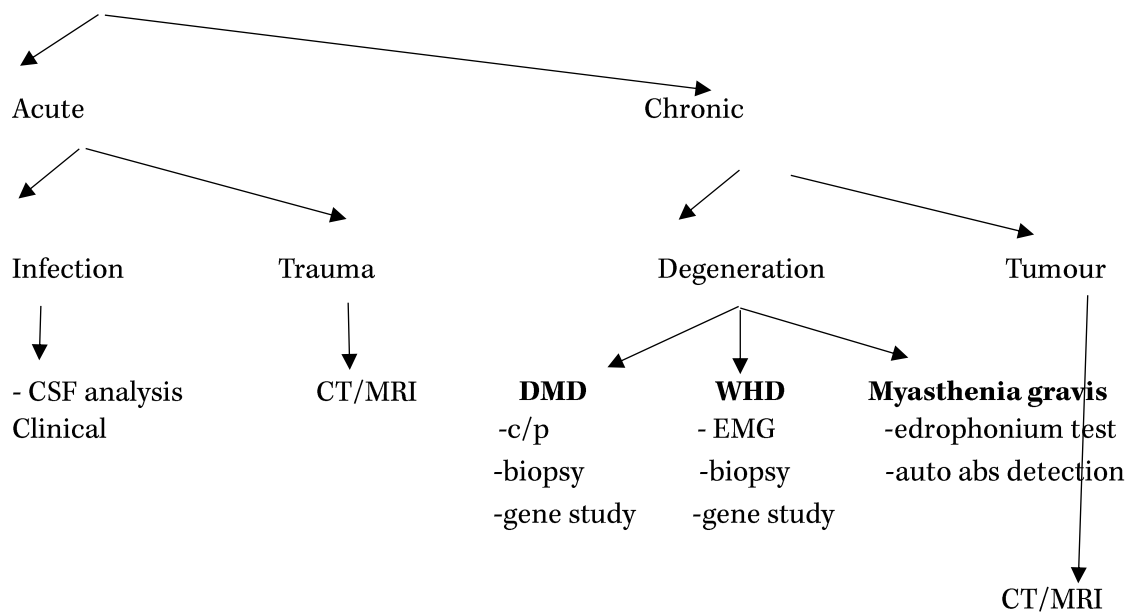 Acute
Chronic
Infection
Trauma
Degeneration
Tumour
- CSF analysis
Clinical
CT/MRI
DMD
-c/p
-biopsy
-gene study
WHD
- EMG
-biopsy
-gene study
Myasthenia gravis
-edrophonium test
-auto abs detection
CT/MRI